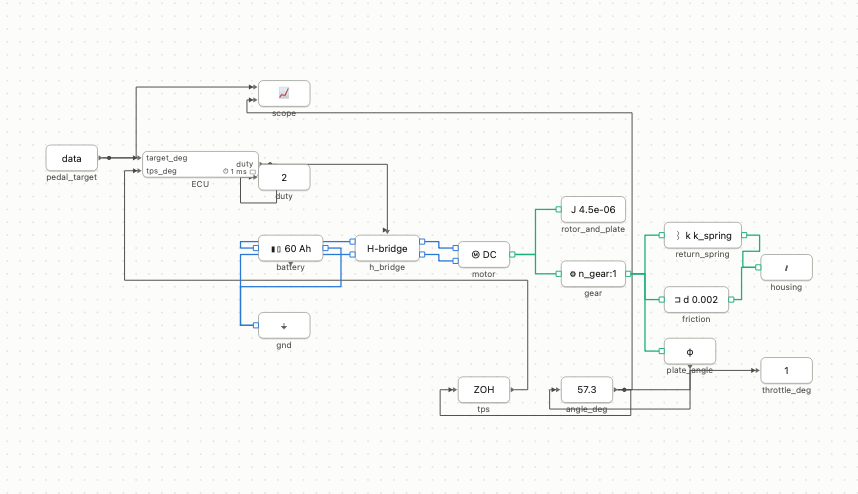 scope
data
pedal_target
target_deg
tps_deg
duty
1 ms
ECU
2
duty
J 4.5e-06
rotor_and_plate
k k_spring
return_spring
60 Ah
battery
H-bridge
h_bridge
DC
motor
n_gear:1
gear
housing
d 0.002
friction
gnd
ϕ
plate_angle
1
throttle_deg
ZOH
tps
57.3
angle_deg